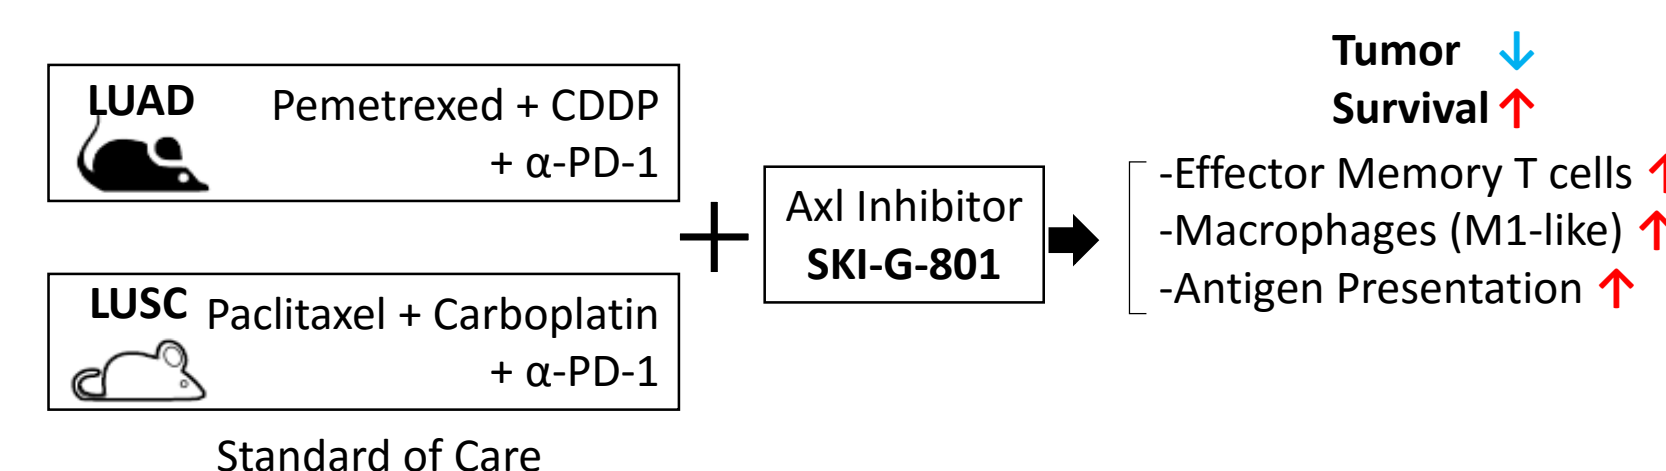 LUAD Pemetrexed + CDDP
+ α-PD-1
LUSC Paclitaxel + Carboplatin
+ α-PD-1
Standard of Care
+
Axl Inhibitor
SKI-G-801
Tumor ↓
Survival ↑
-Effector Memory T cells ↑
-Macrophages (M1-like) ↑
-Antigen Presentation ↑